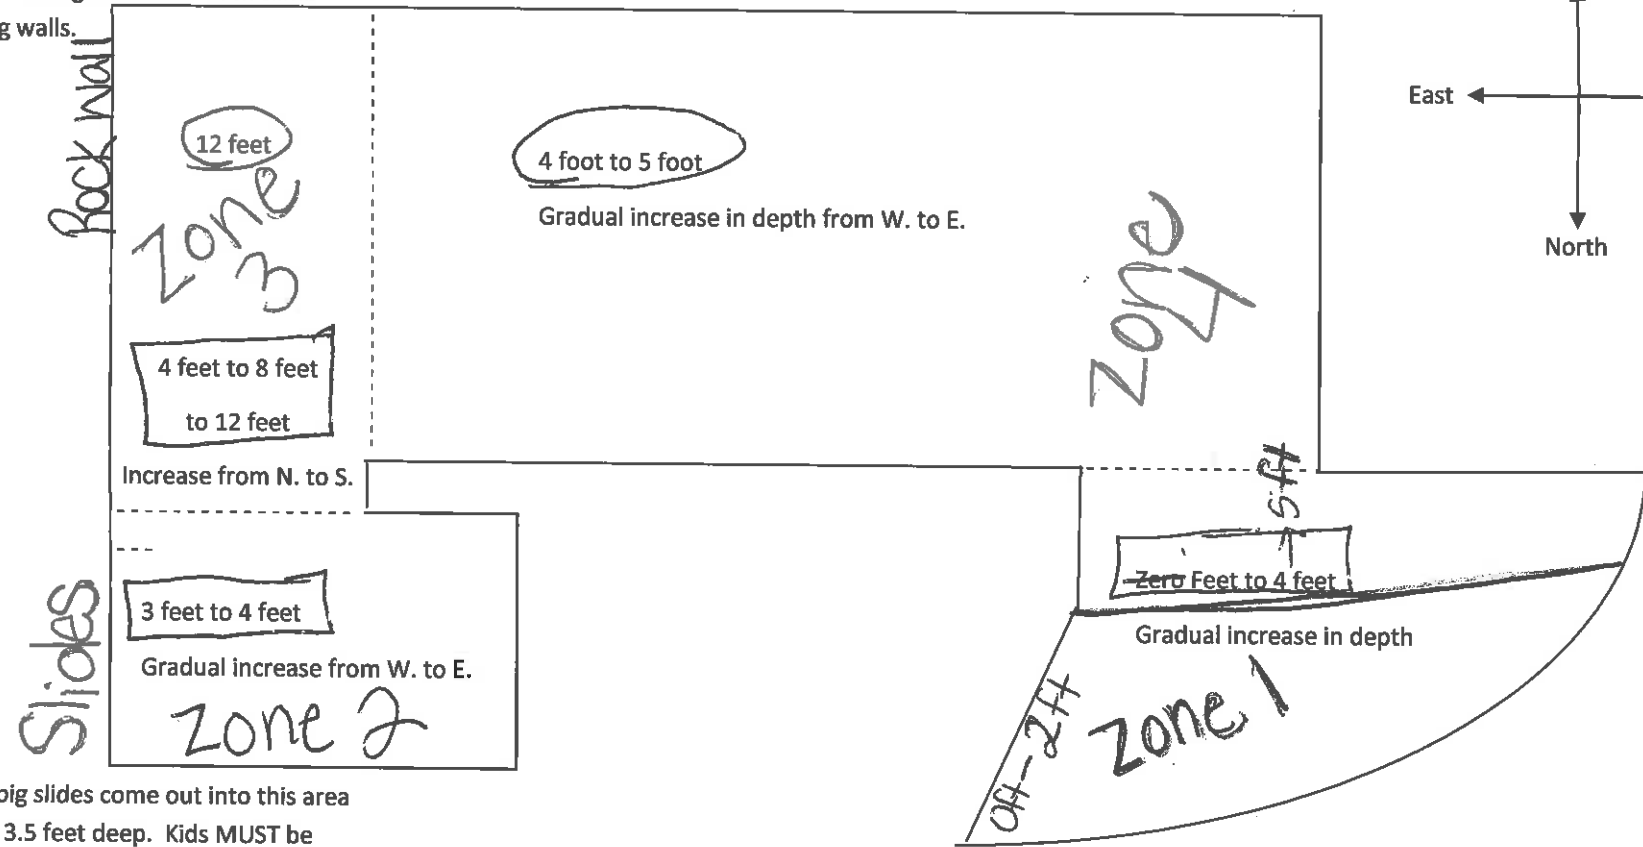 g walls.
Rock Wall
12 feet
Zone
3
4 foot to 5 foot
Gradual increase in depth from W. to E.
Zone
4
East
North
4 feet to 8 feet
to 12 feet
Increase from N. to S.
3 feet to 4 feet
Gradual increase from W. to E.
Zone 2
Slides
big slides come out into this area
3.5 feet deep. Kids MUST be
5 ft
Zero Feet to 4 feet
Gradual increase in depth
0ft-2ft
Zone 1